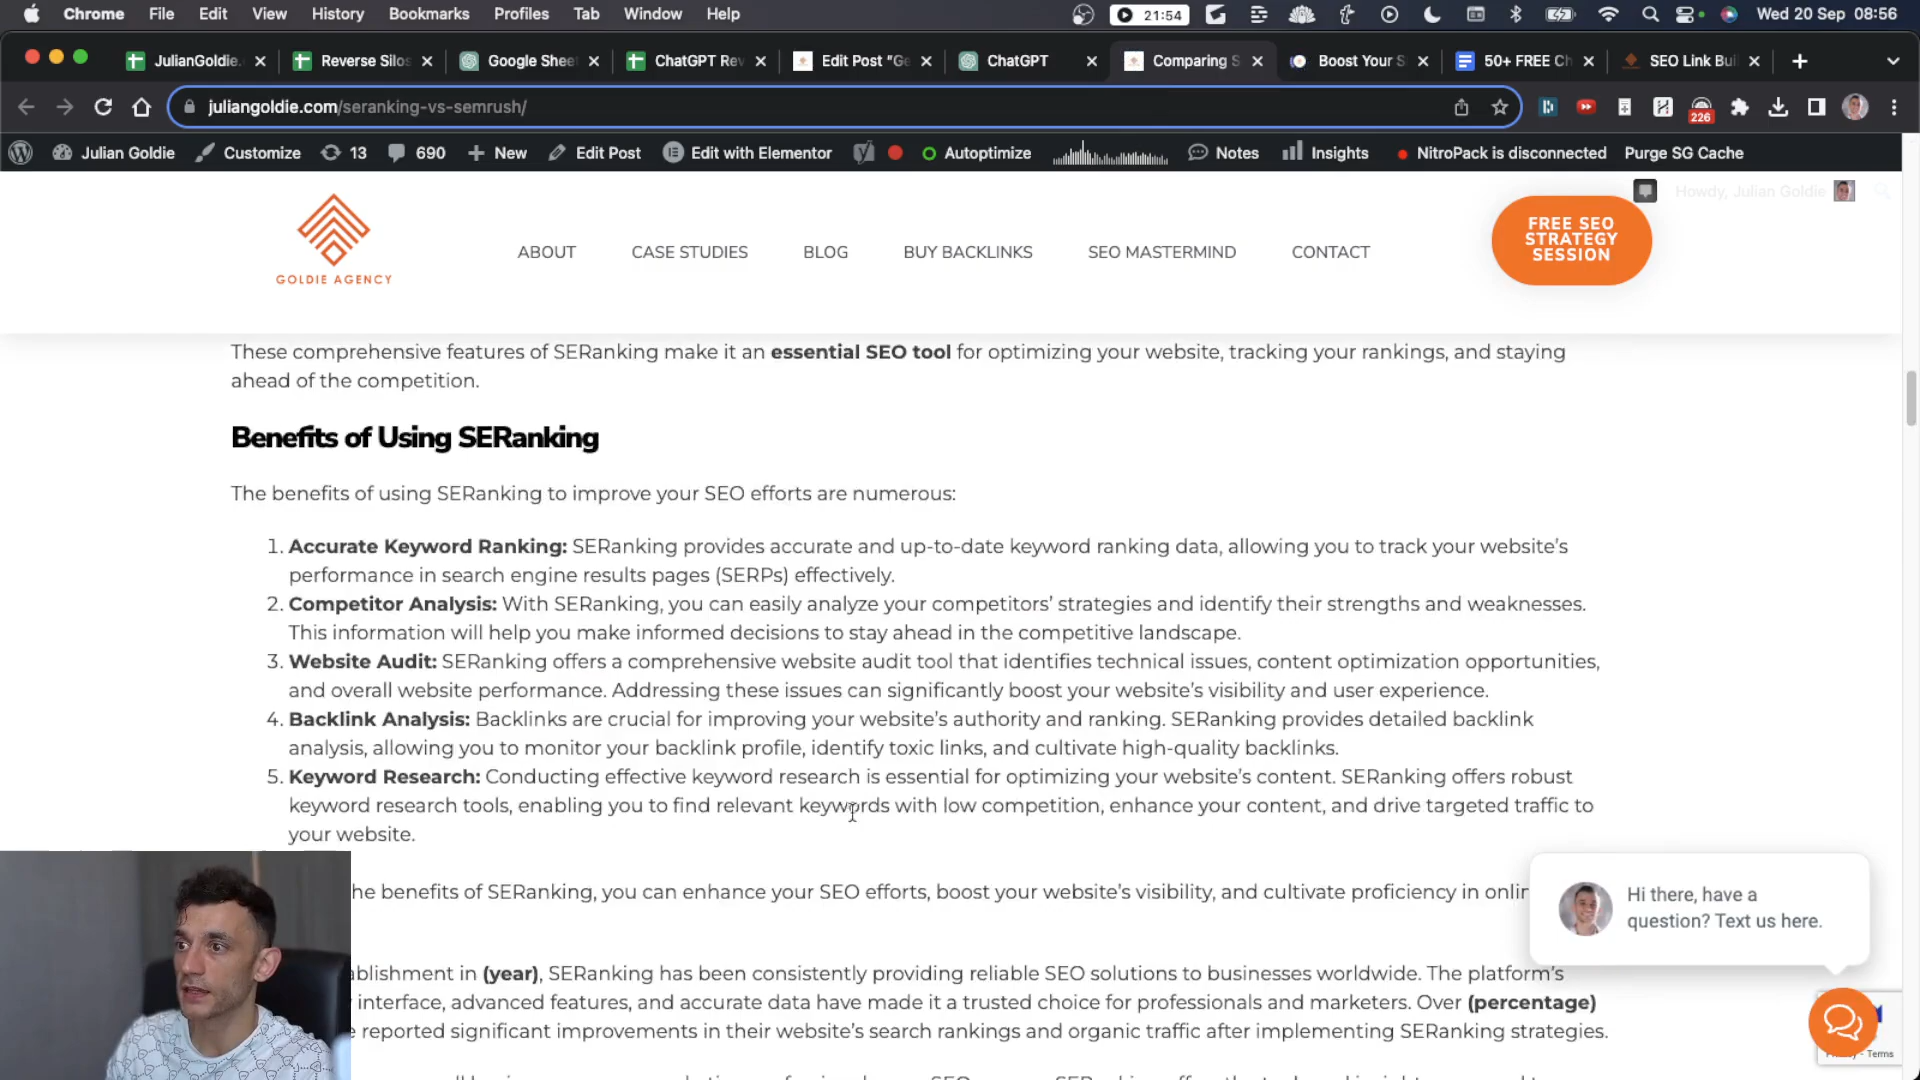 Chrome File Edit View History Bookmarks Profiles Tab Window Help 21:54 Wed 20 Sep 08:56
JulianGoldie. Reverse Silos ChatGPT Rev Edit Post "Ge ChatGPT Comparing S Boost Your S 50+ FREE Ch SEO Link Buil
juliangoldie.com/seranking-vs-semrush/ 226
Julian Goldie Customize 13 690 New Edit Post Edit with Elementor Autoptimize Notes Insights NitroPack is disconnected Purge SG Cache
Howdy, Julian Goldie
GOLDIE AGENCY
ABOUT CASE STUDIES BLOG BUY BACKLINKS SEO MASTERMIND CONTACT
FREE SEO
STRATEGY
SESSION
These comprehensive features of SERanking make it an essential SEO tool for optimizing your website, tracking your rankings, and staying
ahead of the competition.
Benefits of Using SERanking
The benefits of using SERanking to improve your SEO efforts are numerous:
1. Accurate Keyword Ranking: SERanking provides accurate and up-to-date keyword ranking data, allowing you to track your website's
performance in search engine results pages (SERPs) effectively.
2. Competitor Analysis: With SERanking, you can easily analyze your competitors' strategies and identify their strengths and weaknesses.
This information will help you make informed decisions to stay ahead in the competitive landscape.
3. Website Audit: SERanking offers a comprehensive website audit tool that identifies technical issues, content optimization opportunities,
and overall website performance. Addressing these issues can significantly boost your website's visibility and user experience.
4. Backlink Analysis: Backlinks are crucial for improving your website's authority and ranking. SERanking provides detailed backlink
analysis, allowing you to monitor your backlink profile, identify toxic links, and cultivate high-quality backlinks.
5. Keyword Research: Conducting effective keyword research is essential for optimizing your website's content. SERanking offers robust
keyword research tools, enabling you to find relevant keywords with low competition, enhance your content, and drive targeted traffic to
your website.
he benefits of SERanking, you can enhance your SEO efforts, boost your website's visibility, and cultivate proficiency in onlin
Hi there, have a
question? Text us here.
ablishment in (year), SERanking has been consistently providing reliable SEO solutions to businesses worldwide. The platform's
interface, advanced features, and accurate data have made it a trusted choice for professionals and marketers. Over (percentage)
e reported significant improvements in their website's search rankings and organic traffic after implementing SERanking strategies.
- Terms